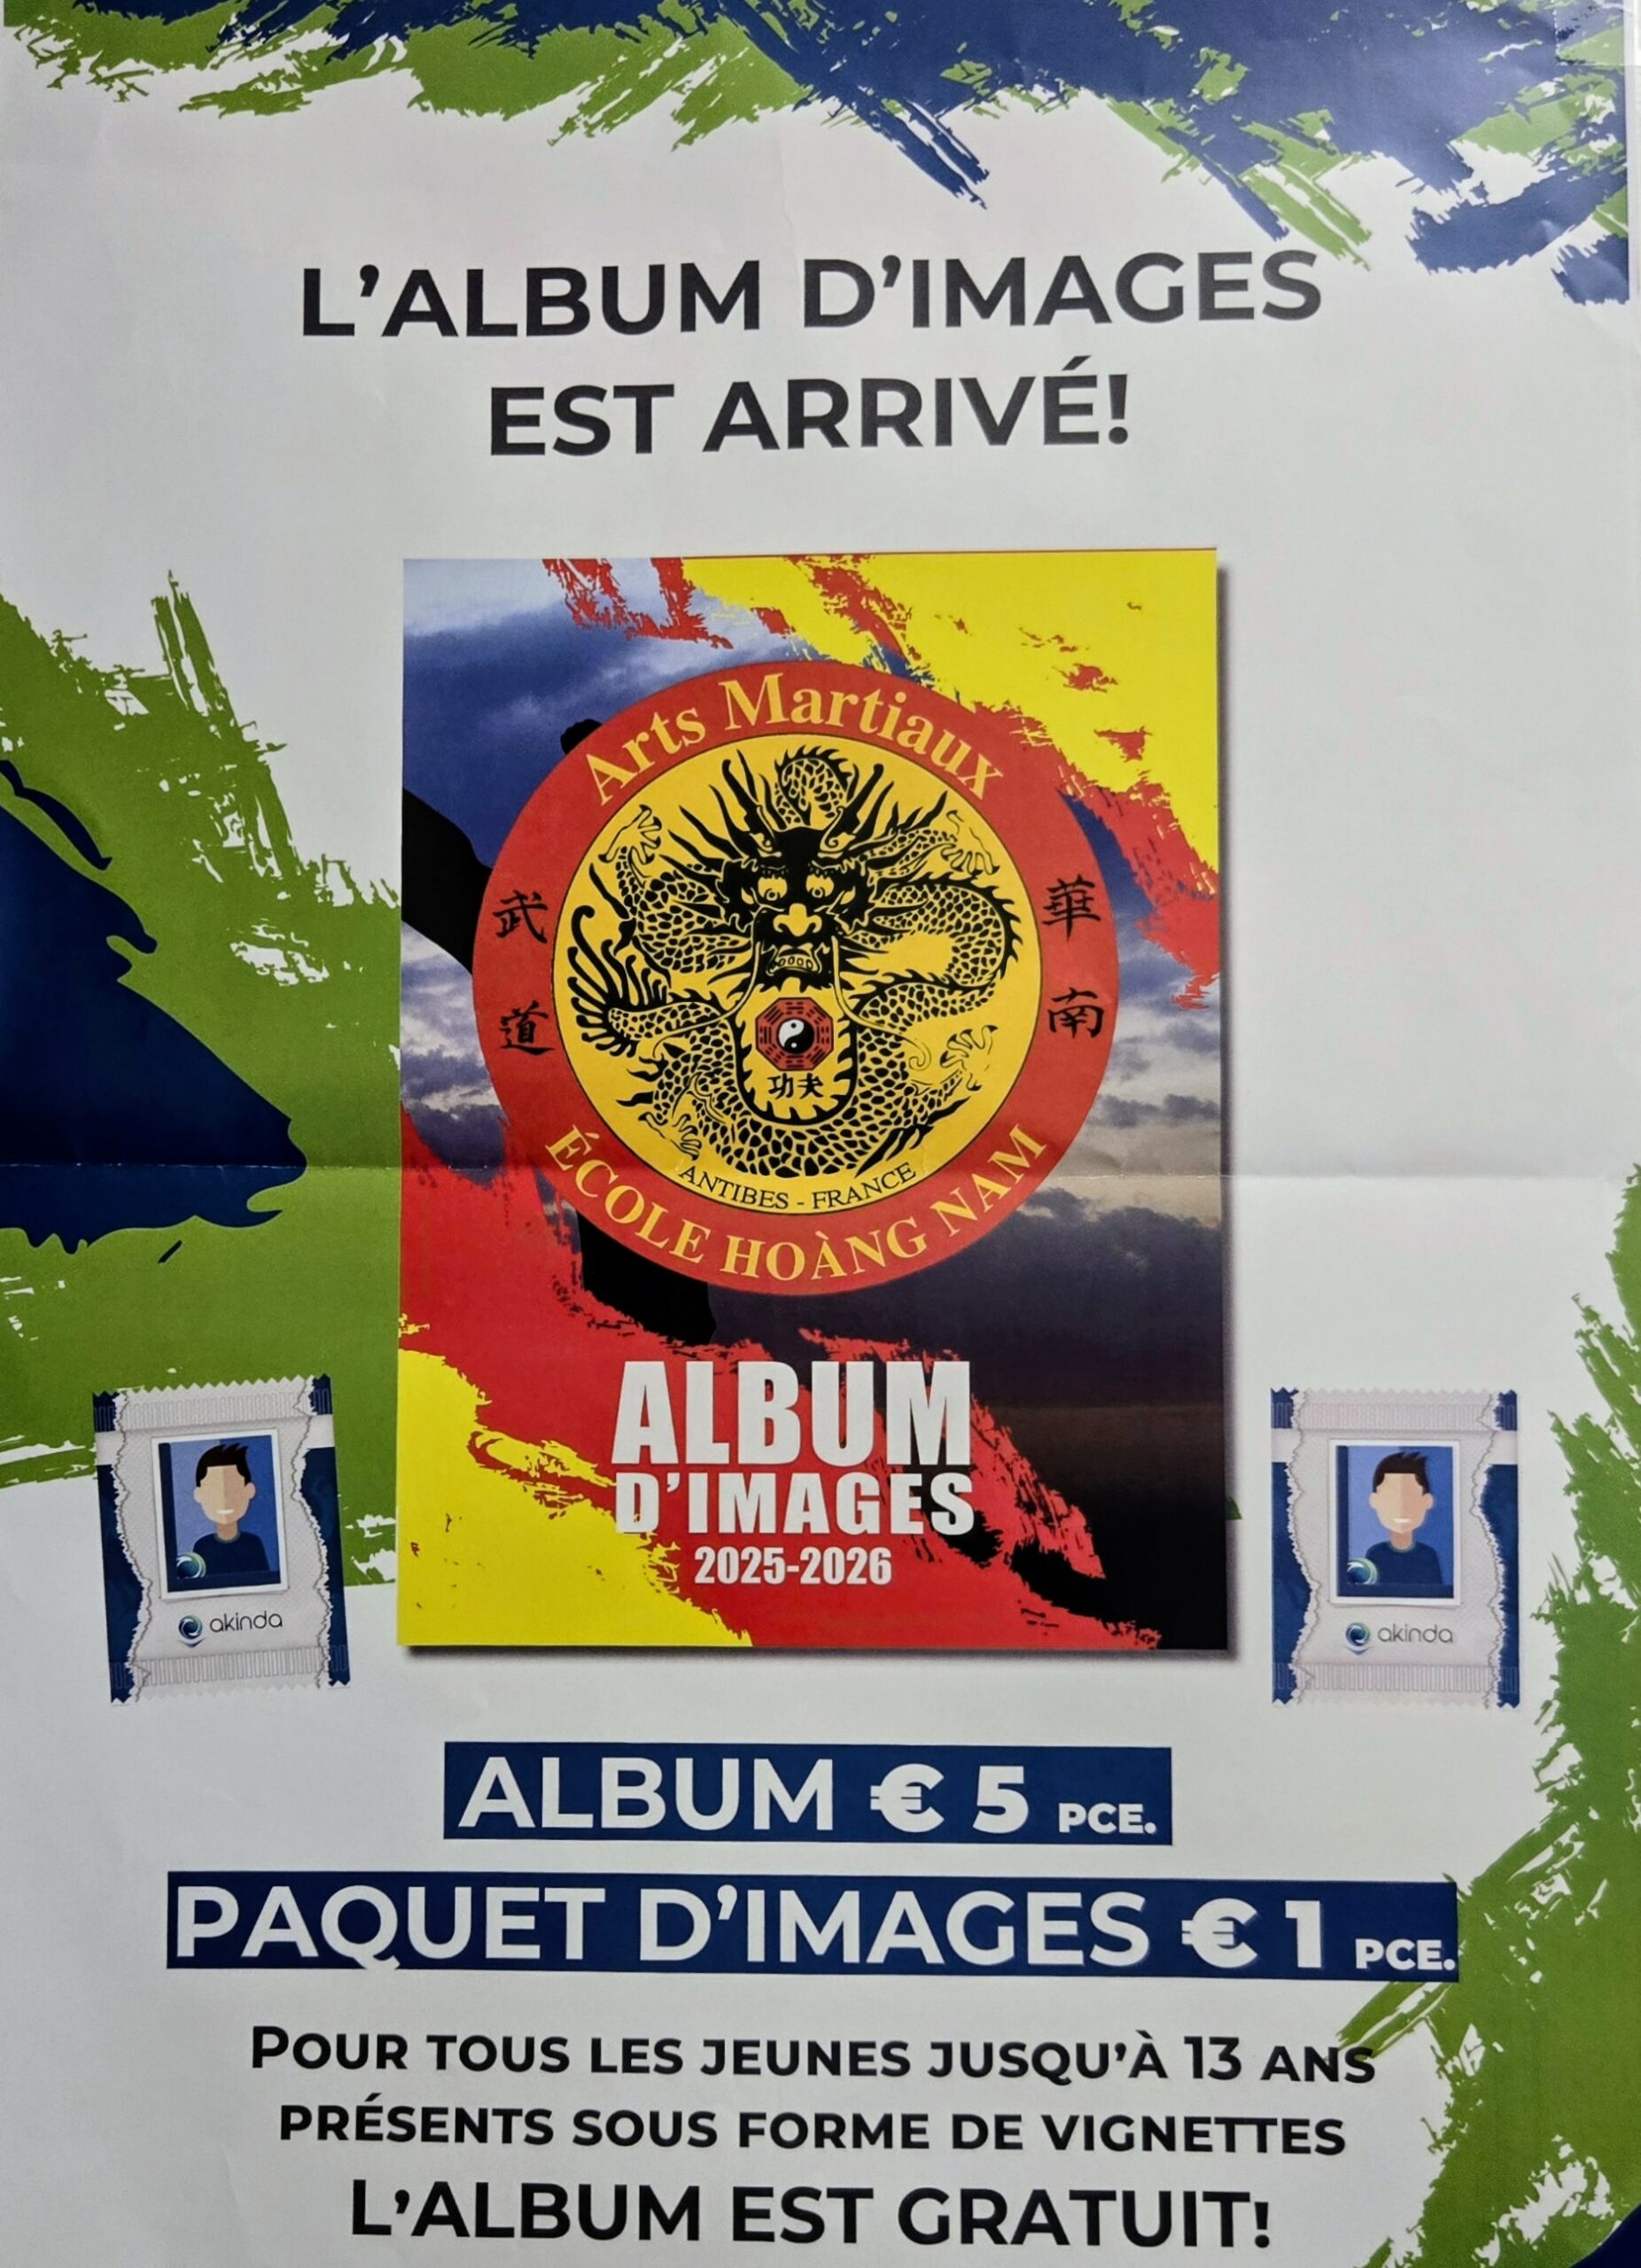 L'ALBUM D'IMAGES
EST ARRIVÉ!
Arts Martiaux
武道
華南
功夫
ANTIBES - FRANCE
ÉCOLE HOÀNG NAM
ALBUM
D'IMAGES
2025-2026
akinda
akinda
ALBUM € 5 PCE.
PAQUET D'IMAGES € 1 PCE.
POUR TOUS LES JEUNES JUSQU'À 13 ANS
PRÉSENTS SOUS FORME DE VIGNETTES
L'ALBUM EST GRATUIT!